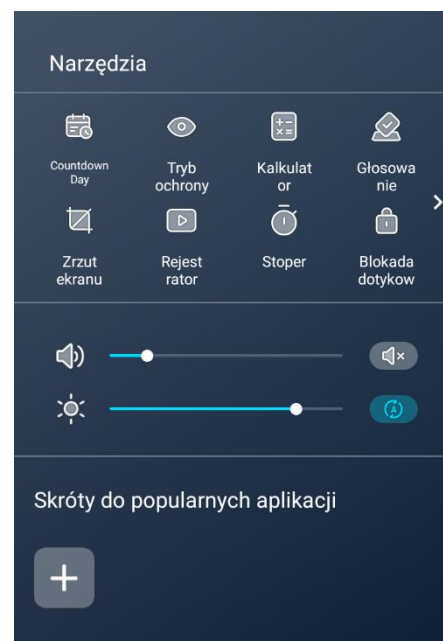 Narzędzia
Countdown
Day
Tryb
ochrony
Kalkulat
or
Głosowa
nie
Zrzut
ekranu
Rejest
rator
Stoper
Blokada
dotykow
Skróty do popularnych aplikacji